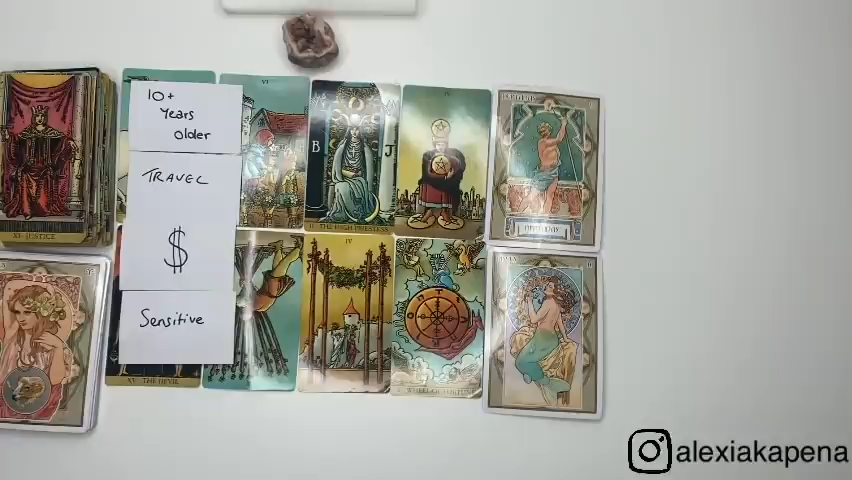 VI
IV
10+
Years
older
TRAVEL
$
Sensitive
B
J
II THE HIGH PRIESTESS
XI JUSTICE
IV
XV THE DEVIL
WHEEL OF FORTUNE
alexiakapena